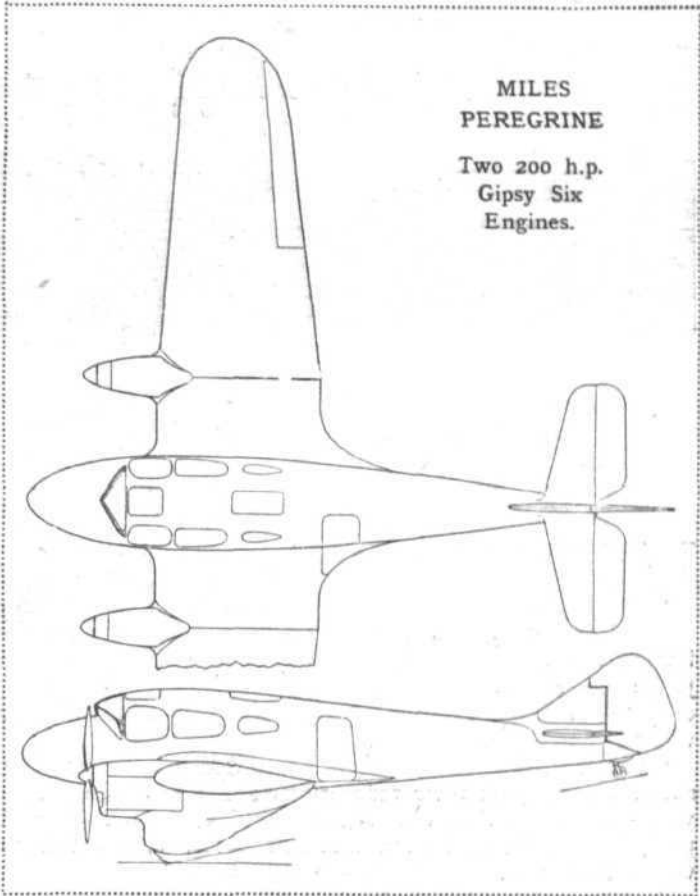 MILES
PEREGRINE
Two 200 h.p.
Gipsy Six
Engines.